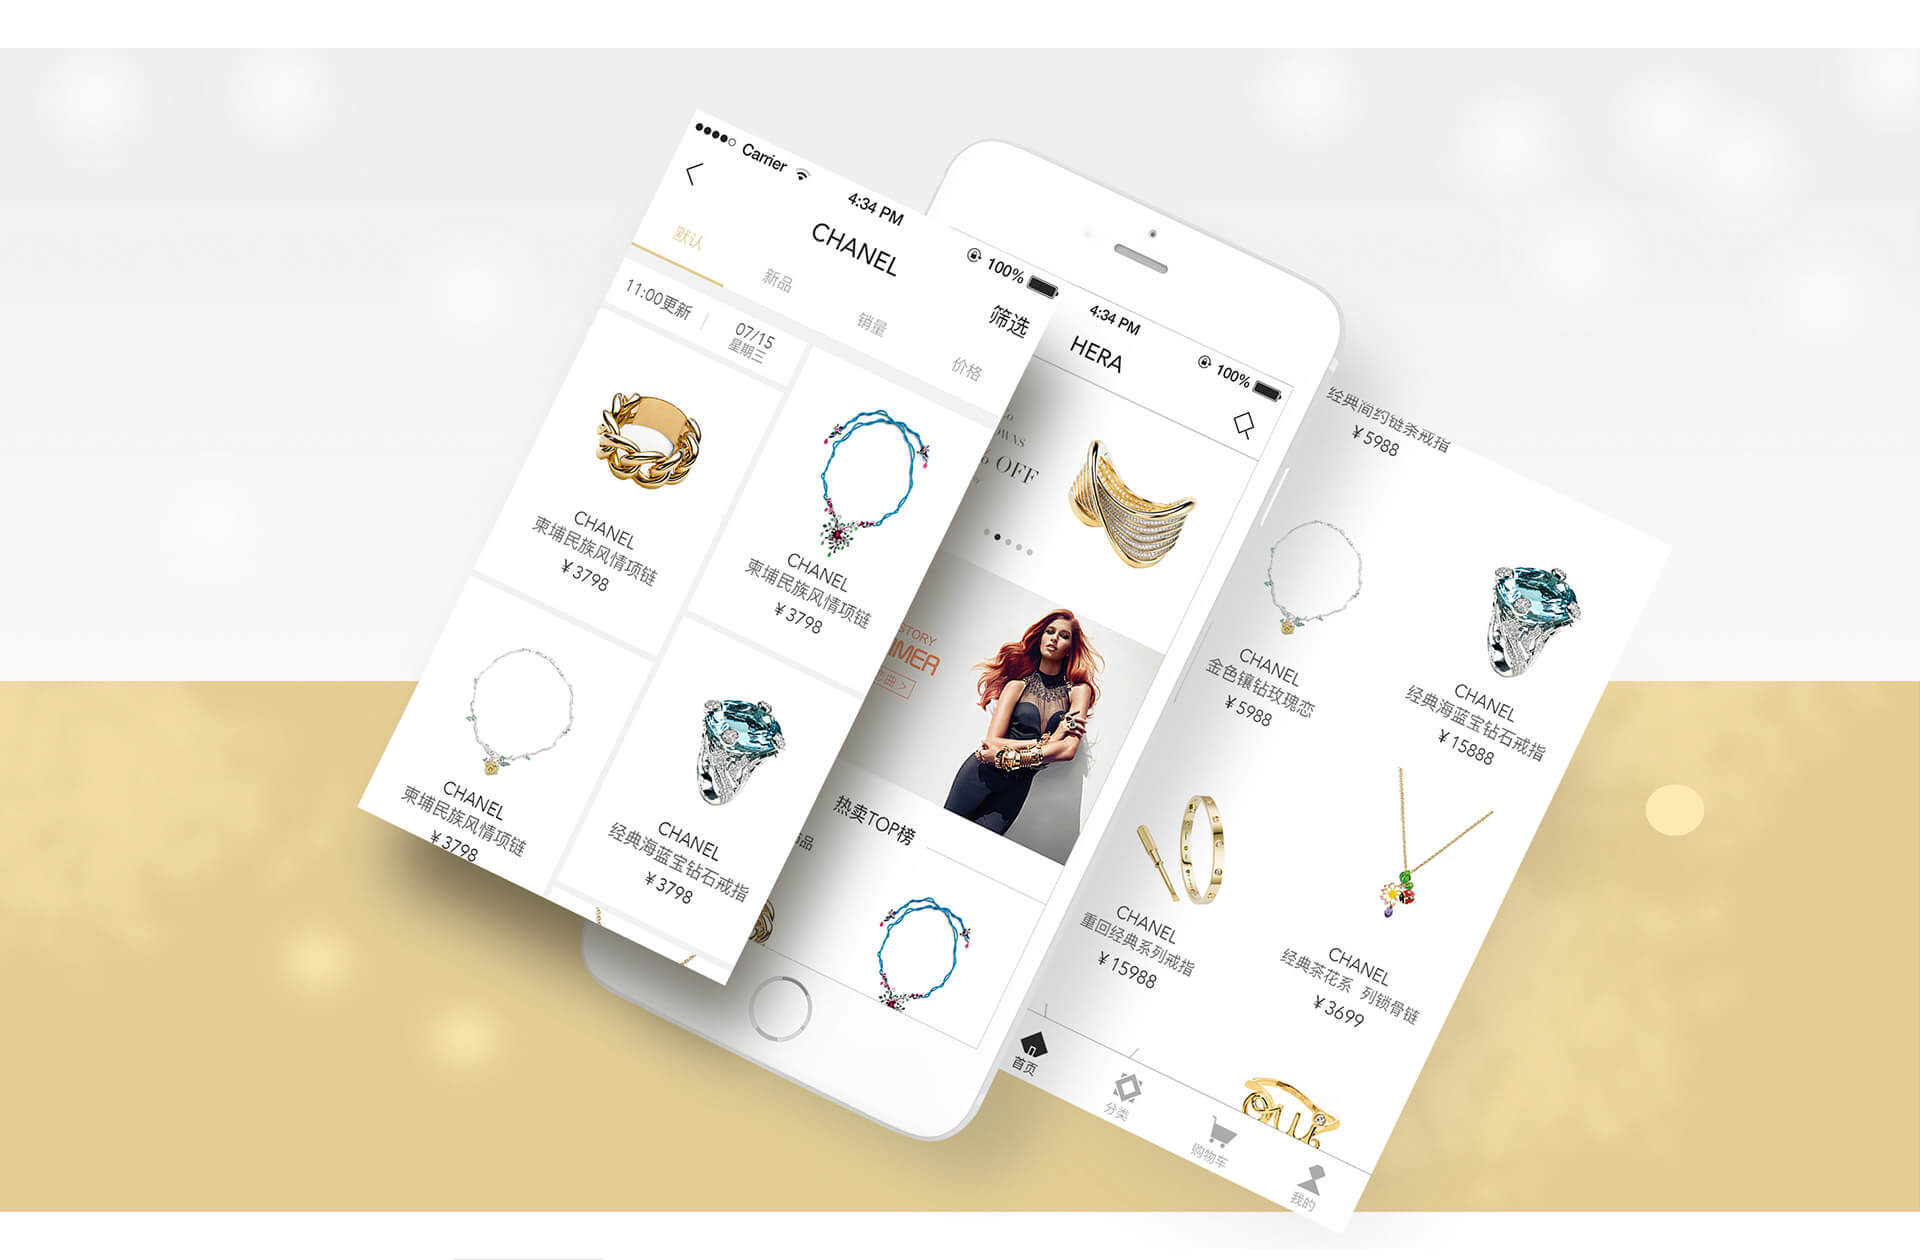 Carrier
4:34 PM
100%
CHANEL
筛选
默认
新品
销量
价格
11:00更新
07/15
星期三
CHANEL
柬埔民族风情项链
¥3798
CHANEL
柬埔民族风情项链
¥3798
CHANEL
柬埔民族风情项链
¥3798
CHANEL
经典海蓝宝钻石戒指
¥3798
4:34 PM
100%
HERA
OFF
STORY
热卖TOP榜
品
经典简约链条戒指
¥5988
CHANEL
金色镶钻玫瑰恋
¥5988
CHANEL
经典海蓝宝钻石戒指
¥15888
CHANEL
重回经典系列戒指
¥15988
CHANEL
经典茶花系 列锁骨链
¥3699
首页
分类
购物车
我的